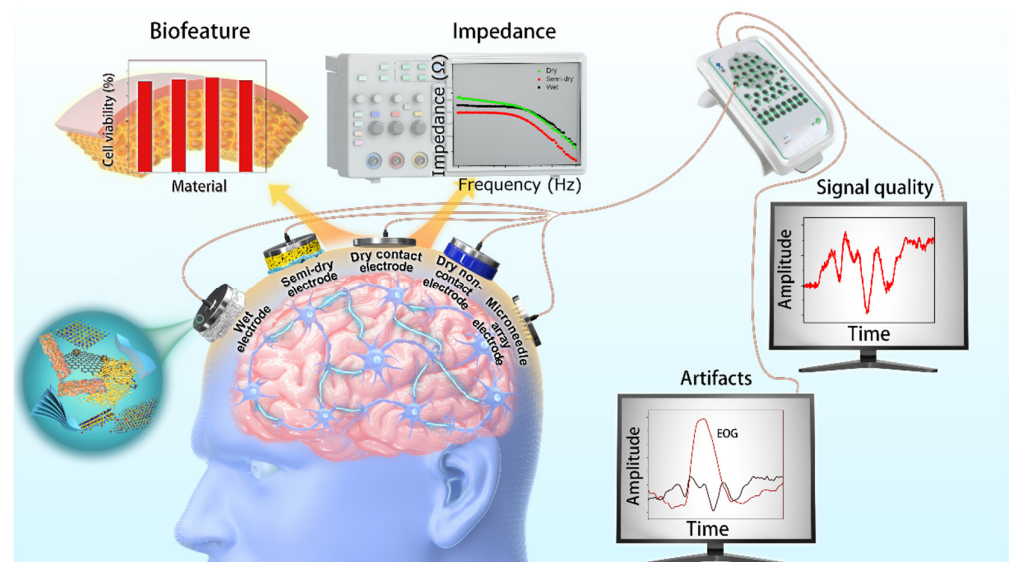 Biofeature
Cell viability (%)
Material
Impedance
Impedance (Ω)
Dry
Semi-dry
Wet
Frequency (Hz)
Signal quality
Amplitude
Time
Wet
electrode
Semi-dry
electrode
Dry contact
electrode
Dry non-
contact
electrode
Microneedle
array
electrode
Artifacts
Amplitude
EOG
Time